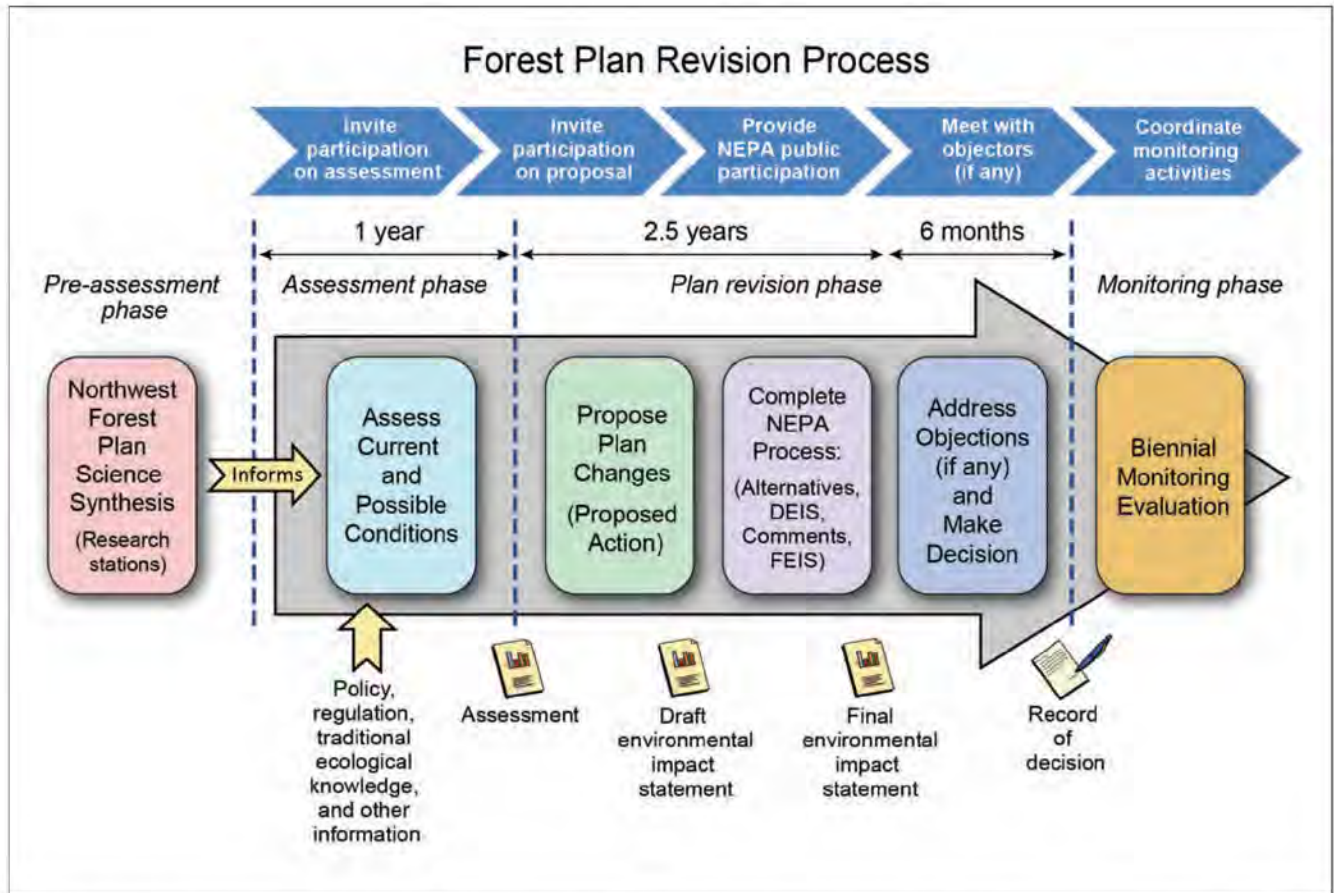 Forest Plan Revision Process
Invite
participation
on assessment
Invite
participation
on proposal
Provide
NEPA public
participation
Meet with
objectors
(if any)
Coordinate
monitoring
activities
1 year
2.5 years
6 months
Pre-assessment
phase
Assessment phase
Plan revision phase
Monitoring phase
Northwest
Forest
Plan
Science
Synthesis
(Research
stations)
Informs
Assess
Current
and
Possible
Conditions
Propose
Plan
Changes
(Proposed
Action)
Complete
NEPA
Process:
(Alternatives,
DEIS,
Comments,
FEIS)
Address
Objections
(if any)
and
Make
Decision
Biennial
Monitoring
Evaluation
Policy,
regulation,
traditional
ecological
knowledge,
and other
information
Assessment
Draft
environmental
impact
statement
Final
environmental
impact
statement
Record
of
decision